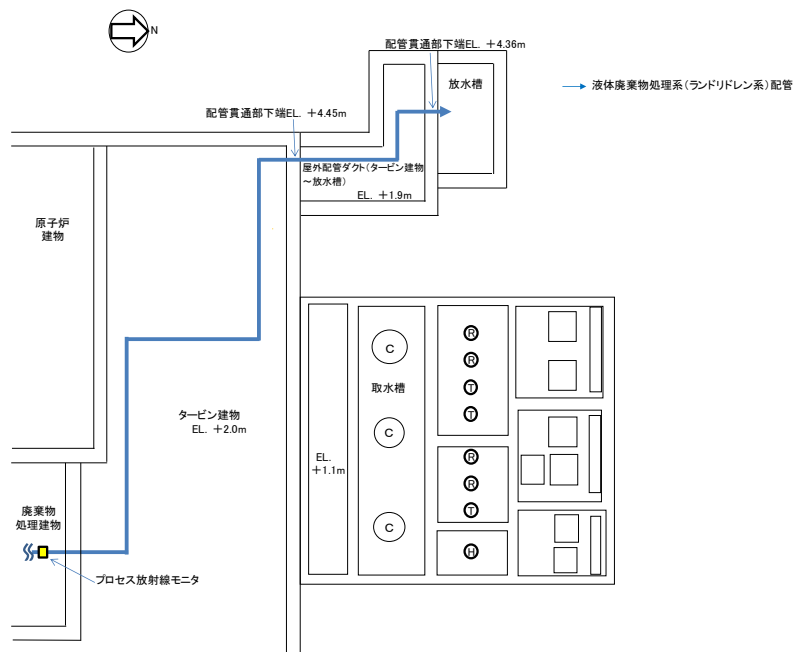 N
配管貫通部下端EL. +4.36m
放水槽
液体廃棄物処理系(ランドリドレン系)配管
配管貫通部下端EL. +4.45m
屋外配管ダクト(タービン建物
～放水槽)
EL. +1.9m
原子炉
建物
C
取水槽
C
C
R
R
T
T
R
R
T
H
タービン建物
EL. +2.0m
EL.
+1.1m
廃棄物
処理建物
プロセス放射線モニタ